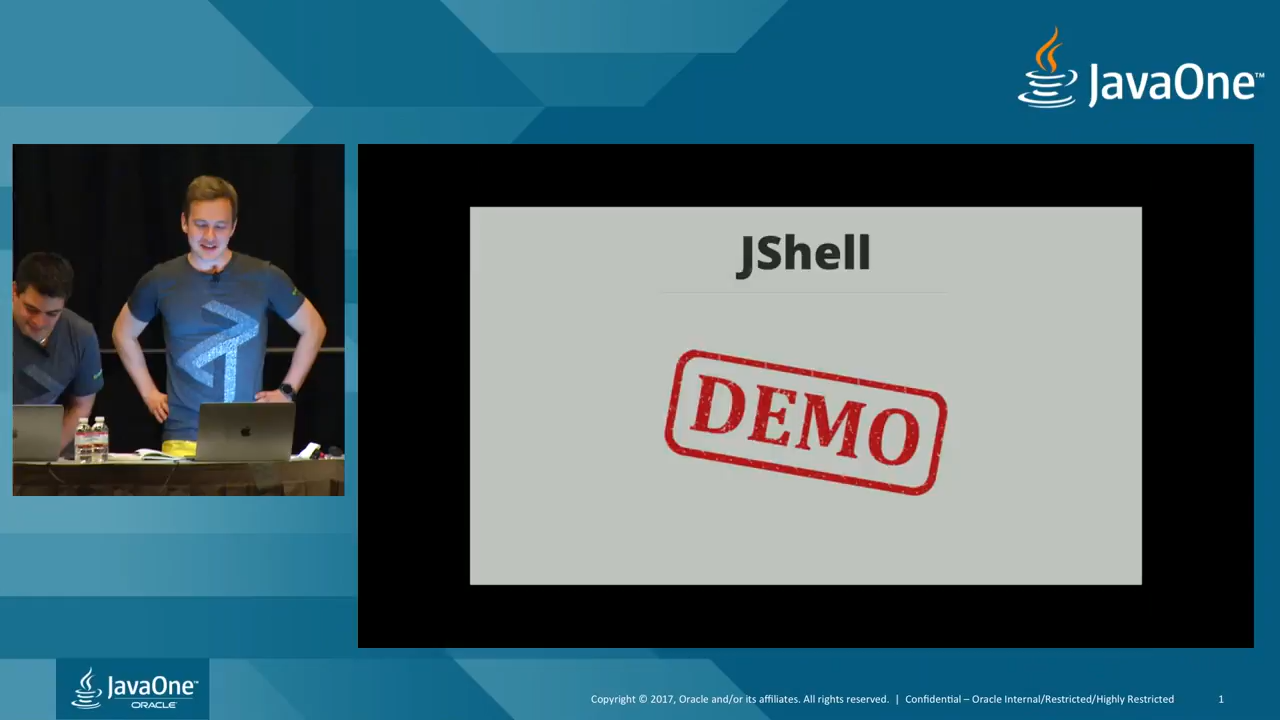 JavaOne™
JShell
DEMO
JavaOne™
ORACLE®
Copyright © 2017, Oracle and/or its affiliates. All rights reserved. | Confidential – Oracle Internal/Restricted/Highly Restricted 1